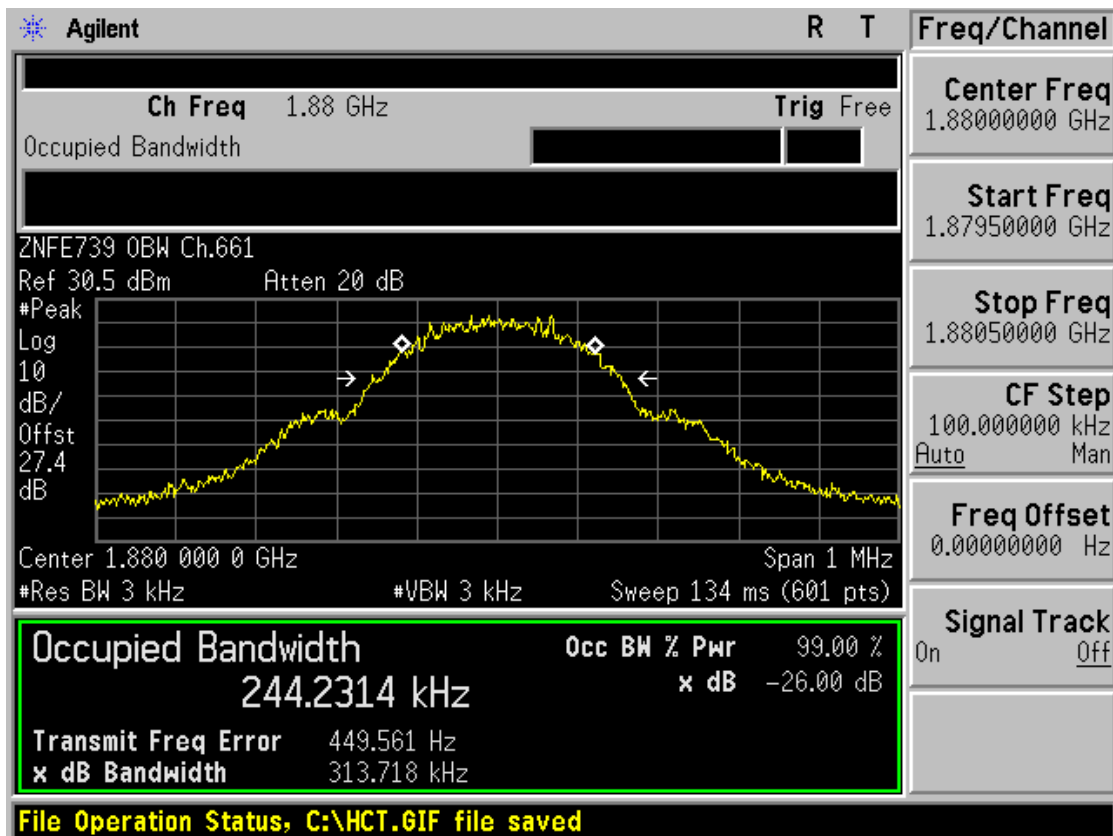 Agilent R T
Freq/Channel
Ch Freq 1.88 GHz Trig Free
Occupied Bandwidth
Center Freq
1.88000000 GHz
Start Freq
1.87950000 GHz
Stop Freq
1.88050000 GHz
CF Step
100.000000 kHz
Auto Man
Freq Offset
0.00000000 Hz
Signal Track
On Off
ZNFE739 OBW Ch.661
Ref 30.5 dBm Atten 20 dB
#Peak
Log
10
dB/
Offst
27.4
dB
Center 1.880 000 0 GHz Span 1 MHz
#Res BW 3 kHz #VBW 3 kHz Sweep 134 ms (601 pts)
Occupied Bandwidth Occ BW % Pwr 99.00 %
244.2314 kHz x dB -26.00 dB
Transmit Freq Error 449.561 Hz
x dB Bandwidth 313.718 kHz
File Operation Status, C:\HCT.GIF file saved